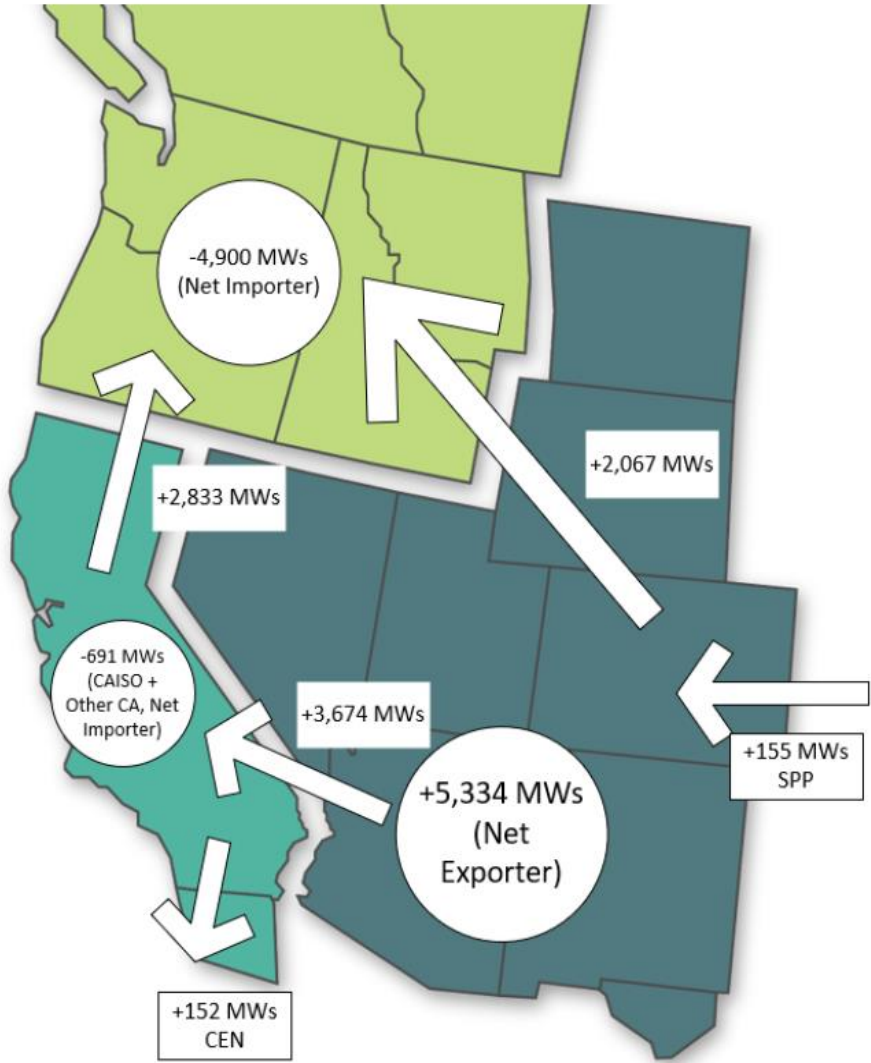 -4,900 MWs
(Net Importer)
+2,067 MWs
+2,833 MWs
-691 MWs
(CAISO +
Other CA, Net
Importer)
+3,674 MWs
+5,334 MWs
(Net
Exporter)
+155 MWs
SPP
+152 MWs
CEN